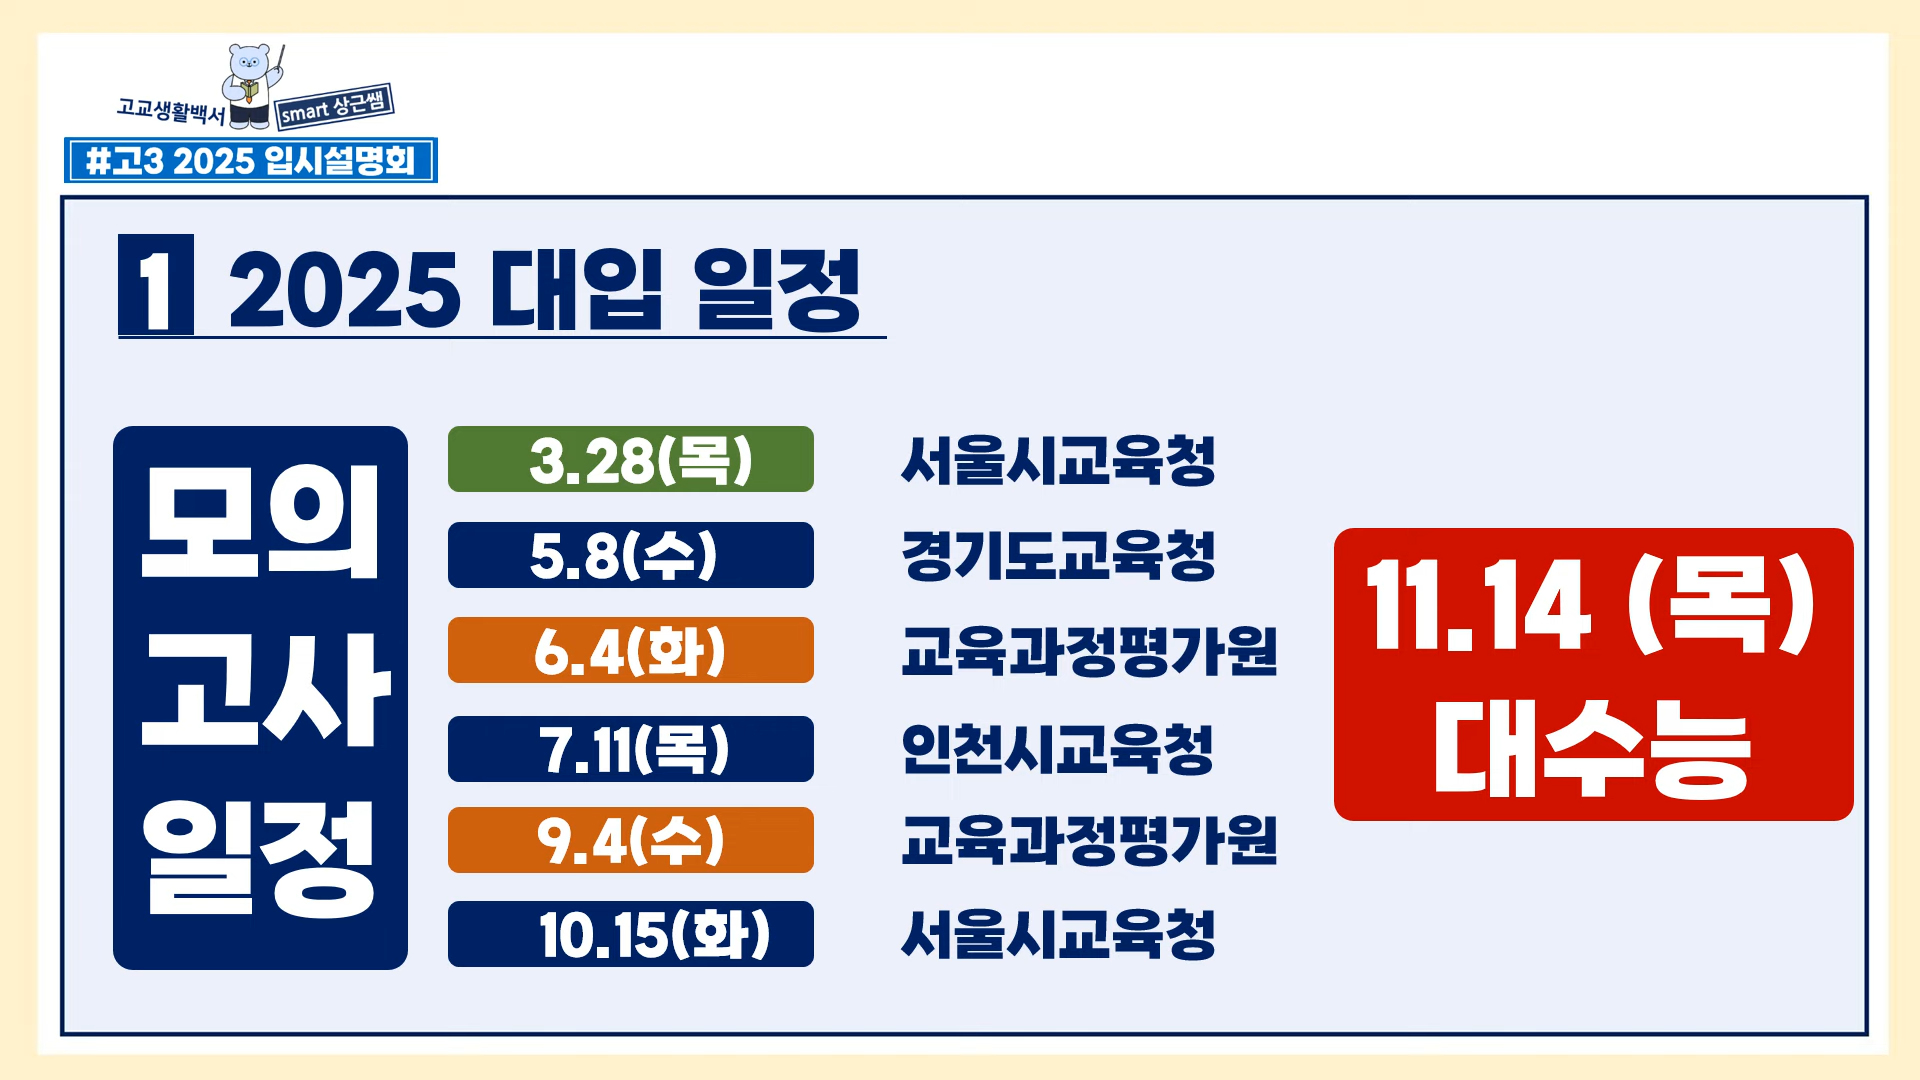 고교생활백서
smart 상근쌤
#고3 2025 입시설명회
1 2025 대입 일정
모의
고사
일정
3.28(목) 서울시교육청
5.8(수) 경기도교육청
6.4(화) 교육과정평가원
7.11(목) 인천시교육청
9.4(수) 교육과정평가원
10.15(화) 서울시교육청
11.14 (목)
대수능